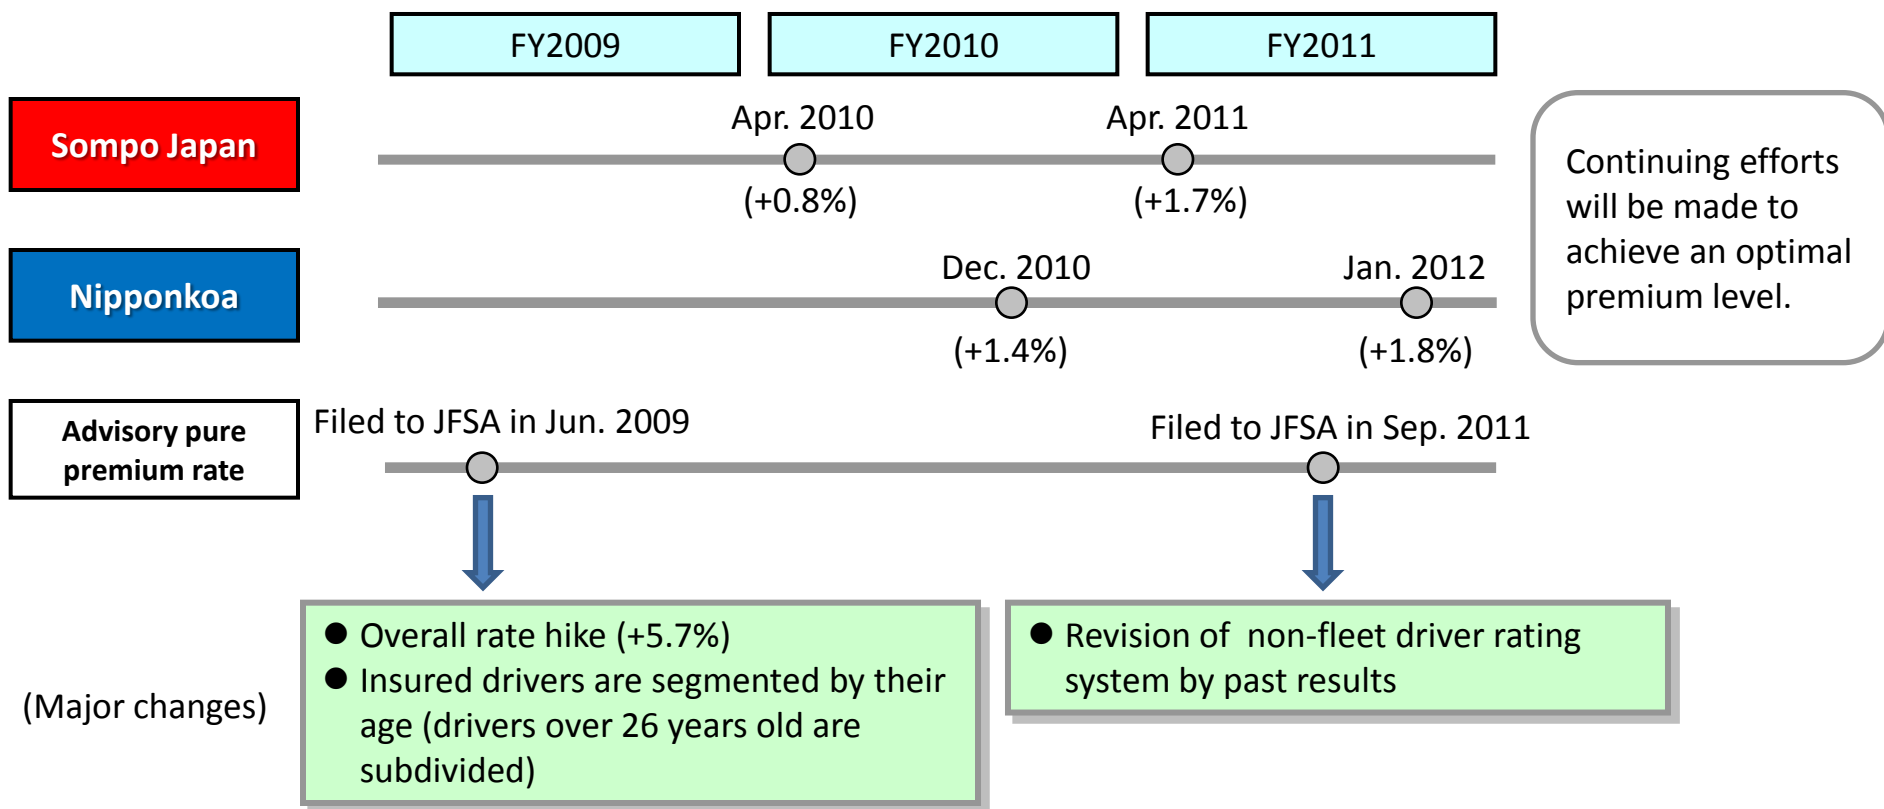 FY2009
FY2010
FY2011
Sompo Japan
Apr. 2010
Apr. 2011
(+0.8%)
(+1.7%)
Continuing efforts
will be made to
achieve an optimal
premium level.
Nipponkoa
Dec. 2010
Jan. 2012
(+1.4%)
(+1.8%)
Advisory pure
premium rate
Filed to JFSA in Jun. 2009
Filed to JFSA in Sep. 2011
(Major changes)
● Overall rate hike (+5.7%)
● Insured drivers are segmented by their
age (drivers over 26 years old are
subdivided)
● Revision of non-fleet driver rating
system by past results